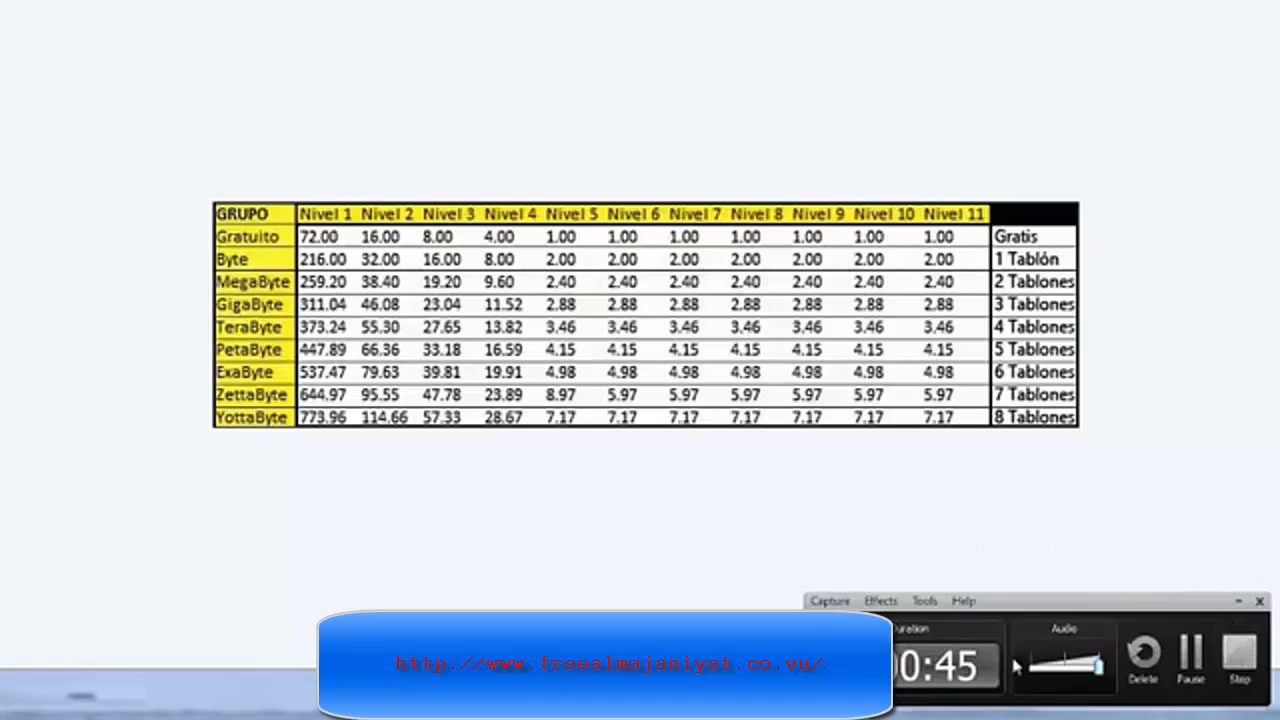 GRUPO Nivel 1 Nivel 2 Nivel 3 Nivel 4 Nivel 5 Nivel 6 Nivel 7 Nivel 8 Nivel 9 Nivel 10 Nivel 11
Gratuito 72.00 16.00 8.00 4.00 1.00 1.00 1.00 1.00 1.00 1.00 1.00 Gratis
Byte 216.00 32.00 16.00 8.00 2.00 2.00 2.00 2.00 2.00 2.00 2.00 1 Tablón
MegaByte 259.20 38.40 19.20 9.60 2.40 2.40 2.40 2.40 2.40 2.40 2.40 2 Tablones
GigaByte 311.04 46.08 23.04 11.52 2.88 2.88 2.88 2.88 2.88 2.88 2.88 3 Tablones
TeraByte 373.24 55.30 27.65 13.82 3.46 3.46 3.46 3.46 3.46 3.46 3.46 4 Tablones
PetaByte 447.89 66.36 33.18 16.59 4.15 4.15 4.15 4.15 4.15 4.15 4.15 5 Tablones
ExaByte 537.47 79.63 39.81 19.91 4.98 4.98 4.98 4.98 4.98 4.98 4.98 6 Tablones
ZettaByte 644.97 95.55 47.78 23.89 8.97 5.97 5.97 5.97 5.97 5.97 5.97 7 Tablones
YottaByte 773.96 114.66 57.33 28.67 7.17 7.17 7.17 7.17 7.17 7.17 7.17 8 Tablones
Capture Effects Tools Help
uration Audio
0:45
Delete Pause Stop
http://www.freealmajaniyat.co.vu/